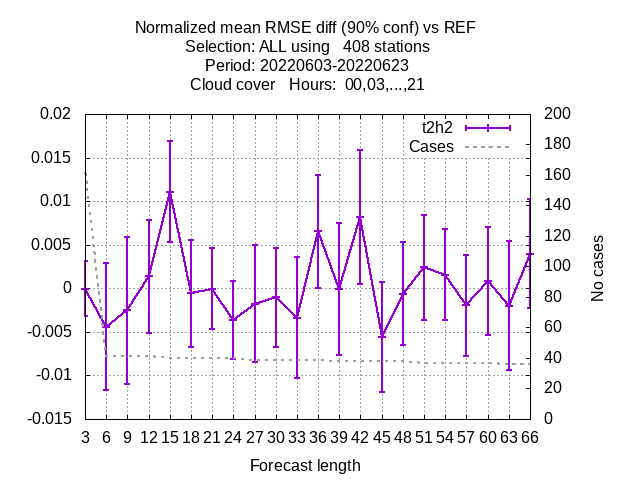 Normalized mean RMSE diff (90% conf) vs REF
Selection: ALL using   408 stations
Period: 20220603-20220623
Cloud cover   Hours:  00,03,...,21
t2h2
Cases
0.02
0.015
0.01
0.005
0
-0.005
-0.01
-0.015
200
180
160
140
120
100
80
60
40
20
0
No cases
3 6 9 12 15 18 21 24 27 30 33 36 39 42 45 48 51 54 57 60 63 66
Forecast length